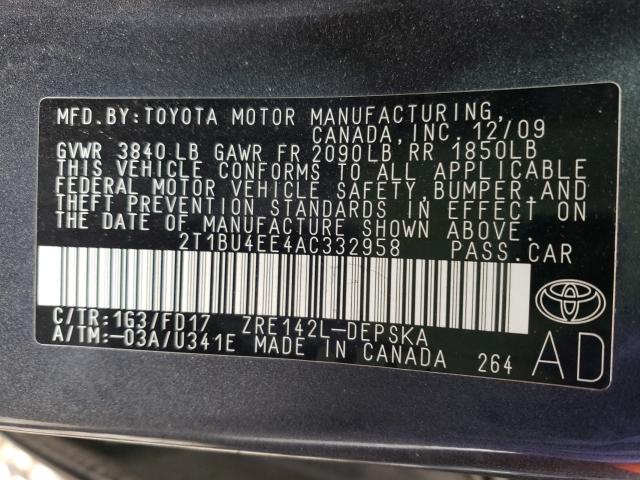 MFD.BY:TOYOTA MOTOR MANUFACTURING,
CANADA, INC. 12/09
GVWR 3840 LB GAWR FR 2090LB RR 1850LB
THIS VEHICLE CONFORMS TO ALL APPLICABLE
FEDERAL MOTOR VEHICLE SAFETY, BUMPER, AND
THEFT PREVENTION STANDARDS IN EFFECT ON
THE DATE OF MANUFACTURE SHOWN ABOVE.
2T1BU4EE4AC332958 PASS.CAR
C/TR:1G3/FD17 ZRE142L-DEPSKA
A/TM:-03A/U341E MADE IN CANADA 264
AD